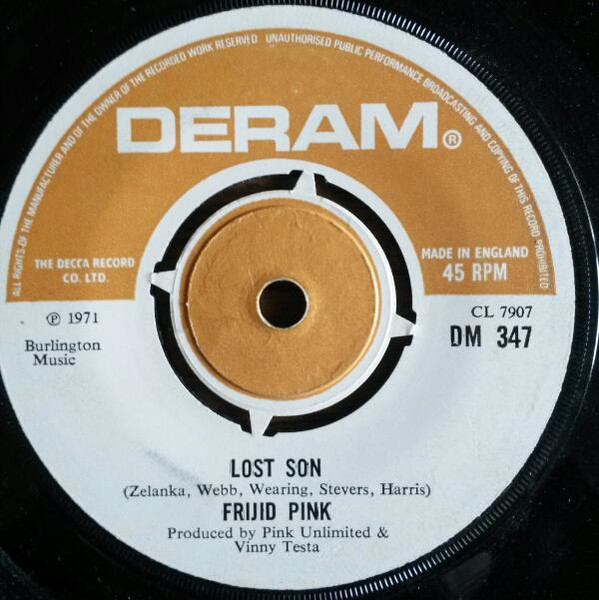 ALL RIGHTS OF THE MANUFACTURER AND OF THE OWNER OF THE RECORDED WORK RESERVED UNAUTHORISED PUBLIC PERFORMANCE BROADCASTING AND COPYING OF THIS RECORD PROHIBITED
DERAM®
THE DECCA RECORD
CO. LTD.
MADE IN ENGLAND
45 RPM
℗ 1971
Burlington
Music
CL 7907
DM 347
LOST SON
(Zelanka, Webb, Wearing, Stevers, Harris)
FRIJID PINK
Produced by Pink Unlimited &
Vinny Testa